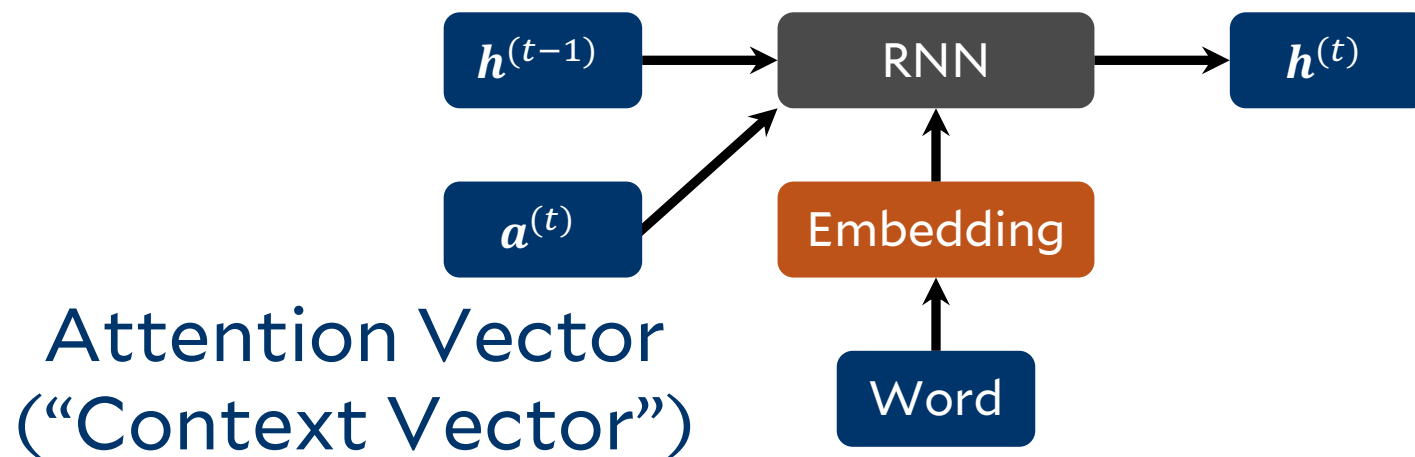 h^(t−1)
RNN
h^(t)
a^(t)
Embedding
Attention Vector
(“Context Vector”)
Word